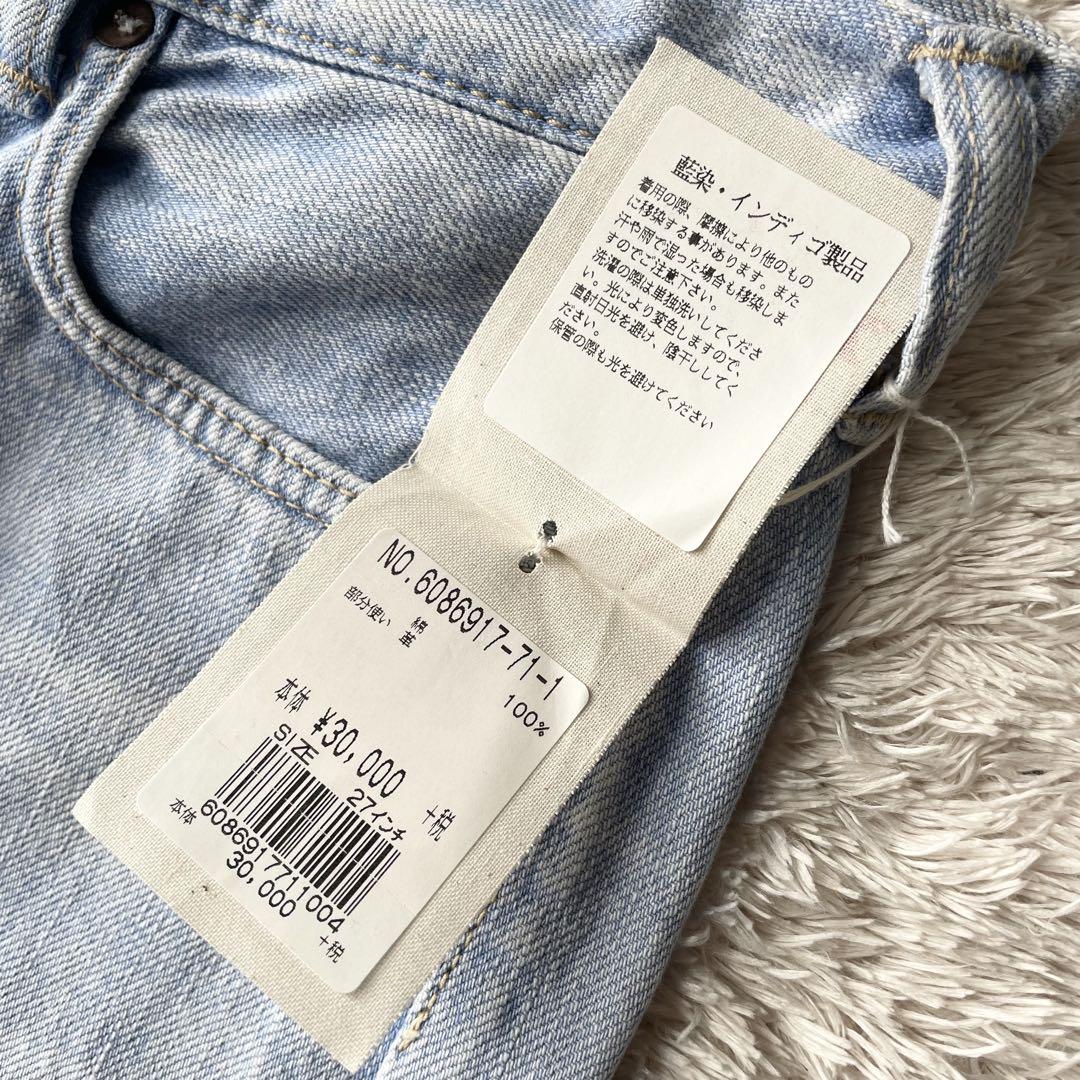 藍染・インディゴ製品
着用の際、摩擦により他のもの
に移染する事があります。また
汗や雨で湿った場合も移染しま
すのでご注意下さい。
洗濯の際は単独洗いしてくださ
い。光により変色しますので、
直射日光を避け、陰干ししてく
ださい。
保管の際も光を避けてください
NO.6086917-71-1
綿 100%
部分使い 革
本体 ¥30,000 +税
SIZE 27インチ
6086917711004
本体 30,000 +税